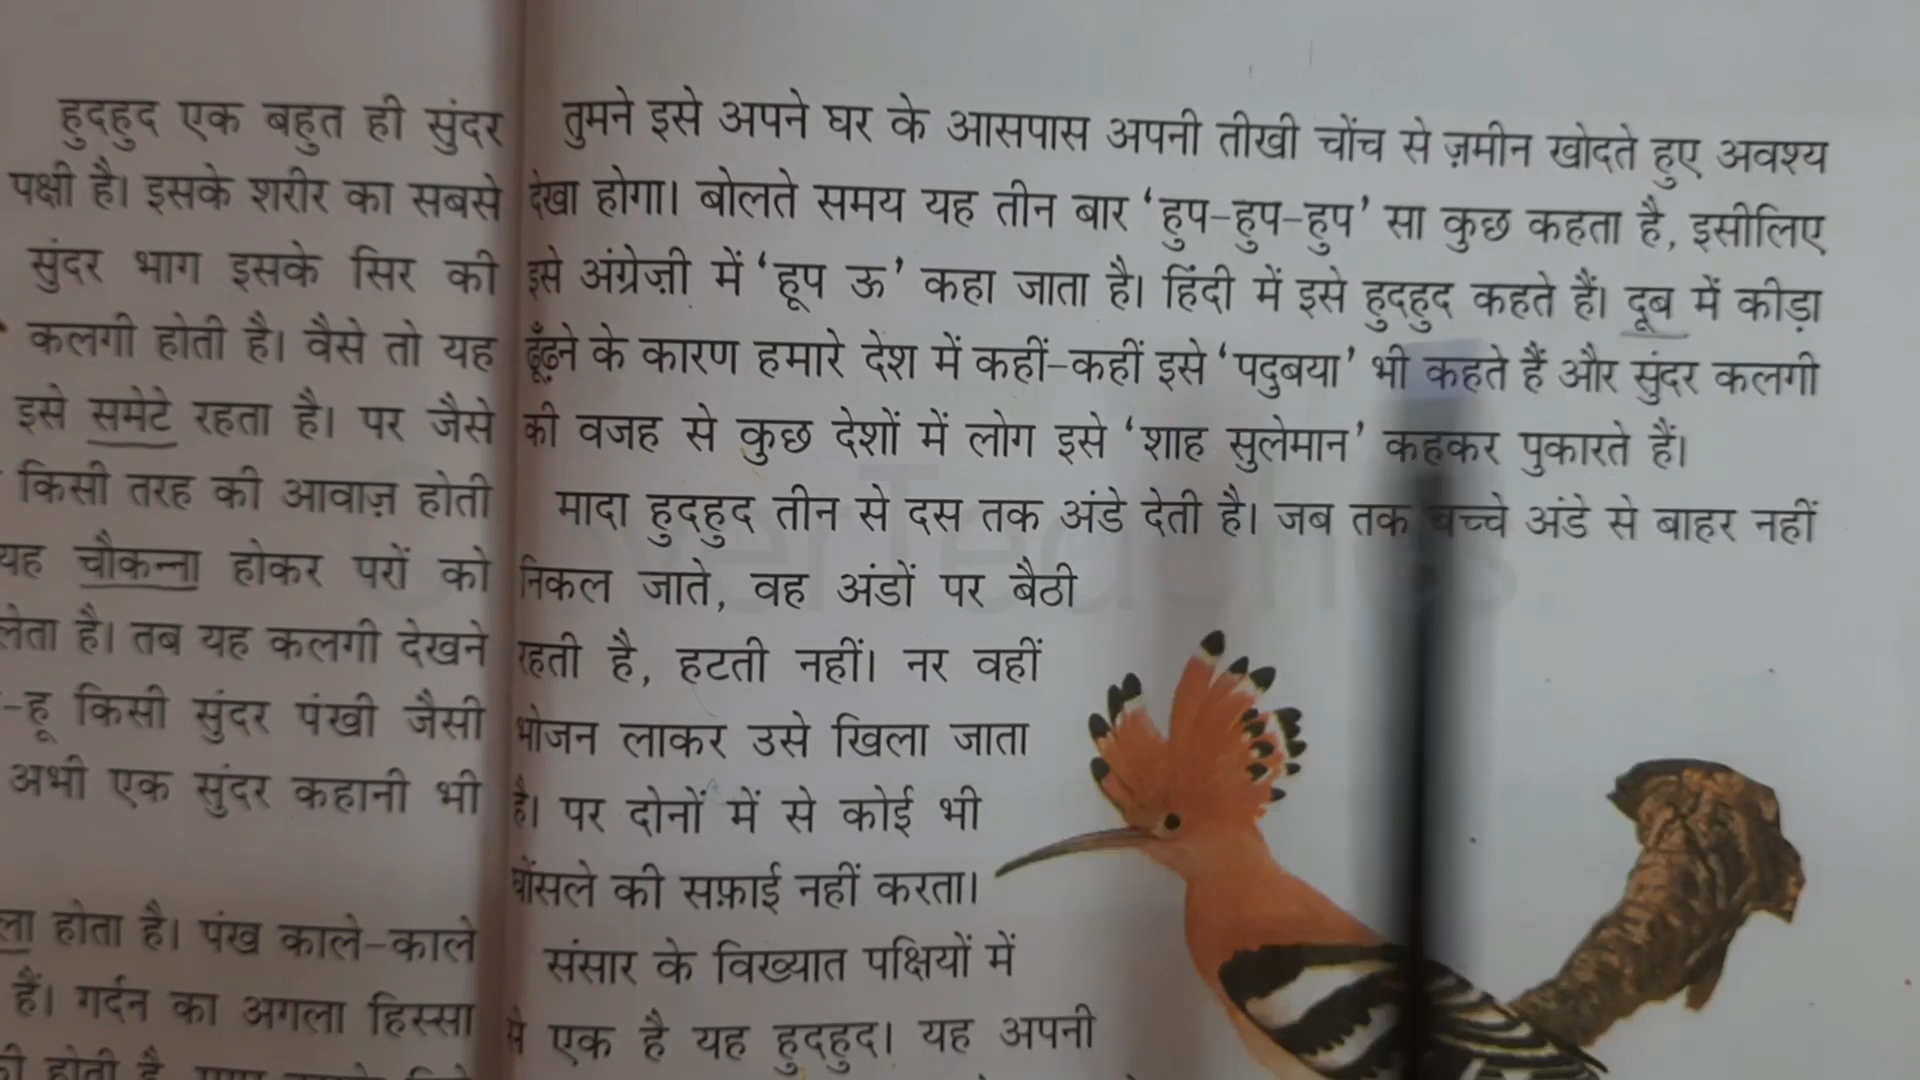 हुदहुद एक बहुत ही सुंदर
पक्षी है। इसके शरीर का सबसे
सुंदर भाग इसके सिर की
कलगी होती है। वैसे तो यह
इसे समेटे रहता है। पर जैसे
किसी तरह की आवाज़ होती
यह चौकन्ना होकर परों को
लेता है। तब यह कलगी देखने
-हू किसी सुंदर पंखी जैसी
अभी एक सुंदर कहानी भी
ला होता है। पंख काले-काले
हैं। गर्दन का अगला हिस्सा
तुमने इसे अपने घर के आसपास अपनी तीखी चोंच से ज़मीन खोदते हुए अवश्य
देखा होगा। बोलते समय यह तीन बार ‘हुप-हुप-हुप’ सा कुछ कहता है, इसीलिए
इसे अंग्रेज़ी में ‘हूप ऊ’ कहा जाता है। हिंदी में इसे हुदहुद कहते हैं। दूब में कीड़ा
ढूँढ़ने के कारण हमारे देश में कहीं-कहीं इसे ‘पदुबया’ भी कहते हैं और सुंदर कलगी
की वजह से कुछ देशों में लोग इसे ‘शाह सुलेमान’ कहकर पुकारते हैं।
मादा हुदहुद तीन से दस तक अंडे देती है। जब तक बच्चे अंडे से बाहर नहीं
निकल जाते, वह अंडों पर बैठी
रहती है, हटती नहीं। नर वहीं
भोजन लाकर उसे खिला जाता
है। पर दोनों में से कोई भी
घोंसले की सफ़ाई नहीं करता।
संसार के विख्यात पक्षियों में
से एक है यह हुदहुद। यह अपनी